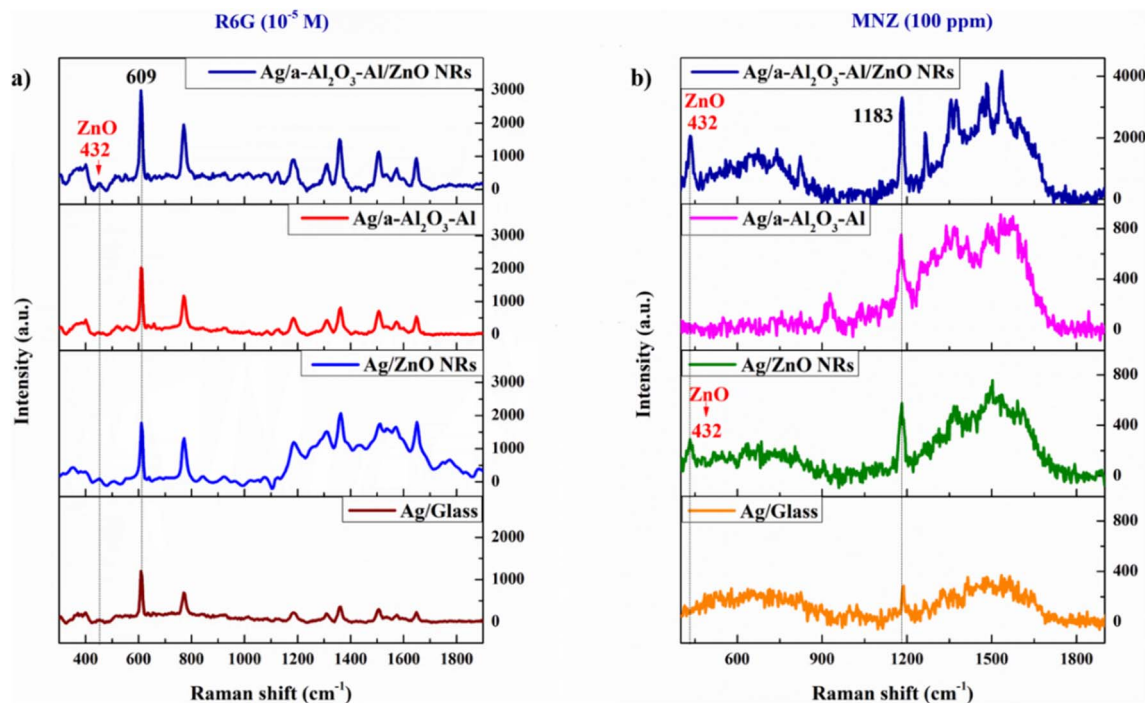 R6G (10⁻⁵ M)
a)
609
Ag/a-Al₂O₃-Al/ZnO NRs
ZnO
432
3000
2000
1000
0
Ag/a-Al₂O₃-Al
3000
2000
1000
0
Ag/ZnO NRs
3000
2000
1000
0
Ag/Glass
2000
1000
0
Intensity (a.u.)
400 600 800 1000 1200 1400 1600 1800
Raman shift (cm⁻¹)
MNZ (100 ppm)
b)
Ag/a-Al₂O₃-Al/ZnO NRs
ZnO
432
1183
4000
2000
0
Ag/a-Al₂O₃-Al
800
400
0
Ag/ZnO NRs
ZnO
432
800
400
0
Ag/Glass
800
400
0
Intensity (a.u.)
600 900 1200 1500 1800
Raman shift (cm⁻¹)